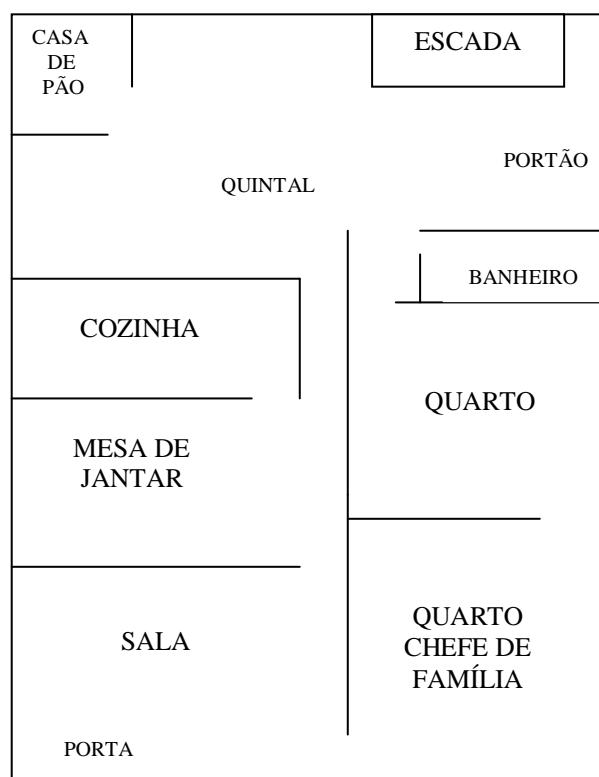 CASA
DE
PÃO
ESCADA
PORTÃO
QUINTAL
BANHEIRO
COZINHA
QUARTO
MESA DE
JANTAR
SALA
QUARTO
CHEFE DE
FAMÍLIA
PORTA